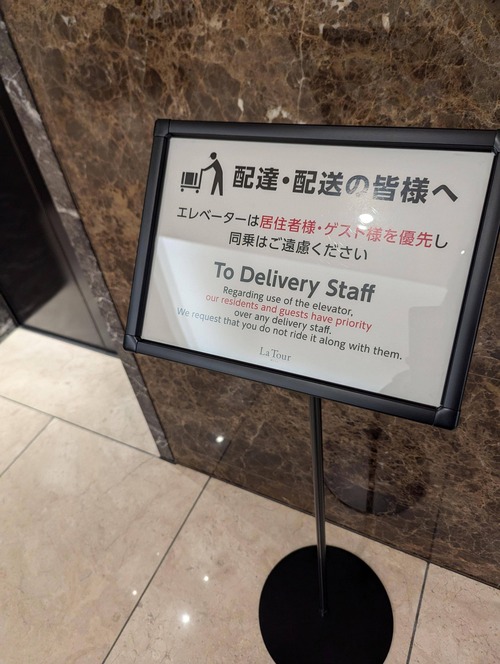 配達・配送の皆様へ
エレベーターは居住者様・ゲスト様を優先し
同乗はご遠慮ください
To Delivery Staff
Regarding use of the elevator,
our residents and guests have priority
over any delivery staff.
We request that you do not ride it along with them.
La Tour